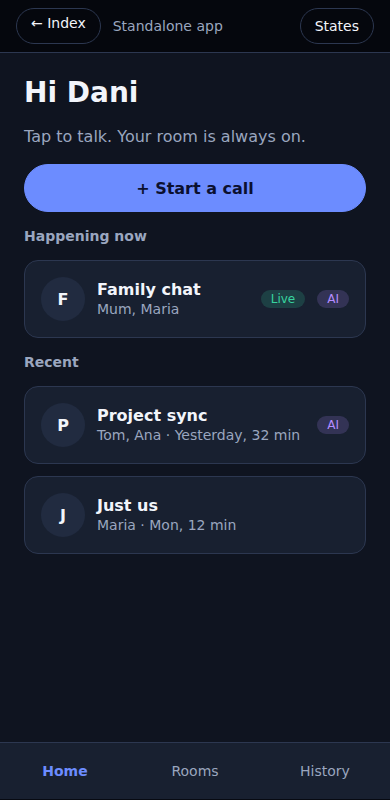 ← Index
Standalone app
States
Hi Dani
Tap to talk. Your room is always on.
+ Start a call
Happening now
F
Family chat
Mum, Maria
Live
AI
Recent
P
Project sync
Tom, Ana · Yesterday, 32 min
AI
J
Just us
Maria · Mon, 12 min
Home
Rooms
History